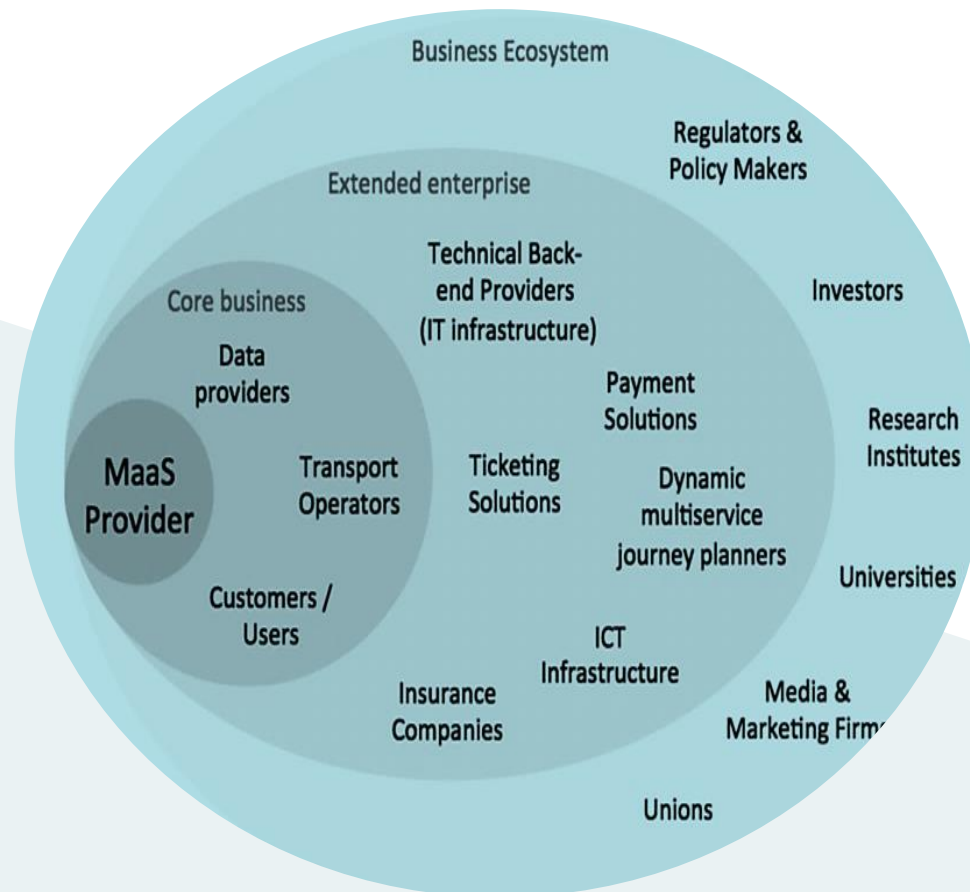 Business Ecosystem
Regulators &
Policy Makers
Extended enterprise
Technical Back-
end Providers
(IT infrastructure)
Investors
Core business
Data
providers
Payment
Solutions
Research
Institutes
MaaS
Provider
Transport
Operators
Ticketing
Solutions
Dynamic
multiservice
journey planners
Universities
Customers /
Users
ICT
Infrastructure
Insurance
Companies
Media &
Marketing Firms
Unions